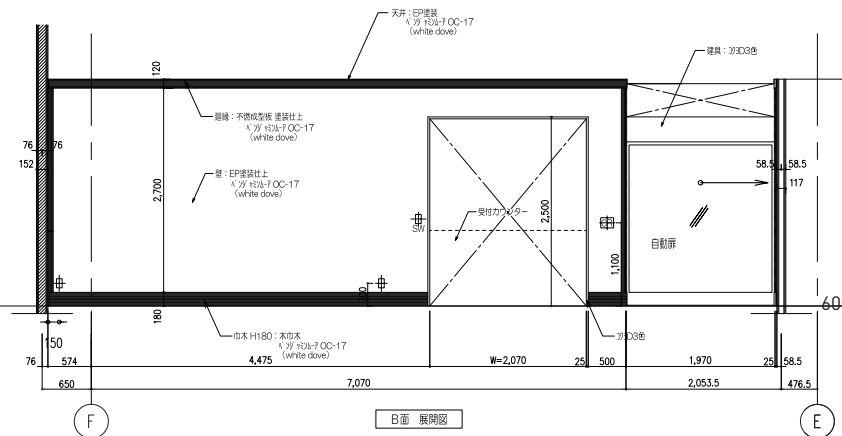 天井：EP塗装
ﾍﾞﾝｼﾞｬﾐﾝﾑｰｱ OC-17
(white dove)
建具：ｺｸﾖD3色
120
廻縁：不燃成型板 塗装仕上
ﾍﾞﾝｼﾞｬﾐﾝﾑｰｱ OC-17
(white dove)
76
76
152
58.5
58.5
117
壁：EP塗装仕上
ﾍﾞﾝｼﾞｬﾐﾝﾑｰｱ OC-17
(white dove)
2,700
2,500
受付カウンター
SW
自動扉
1,100
300
60
180
150
巾木 H180：木巾木
ﾍﾞﾝｼﾞｬﾐﾝﾑｰｱ OC-17
(white dove)
ｺｸﾖD3色
76
574
4,475
W=2,070
25
500
1,970
25
58.5
650
7,070
2,053.5
476.5
F
B面 展開図
E